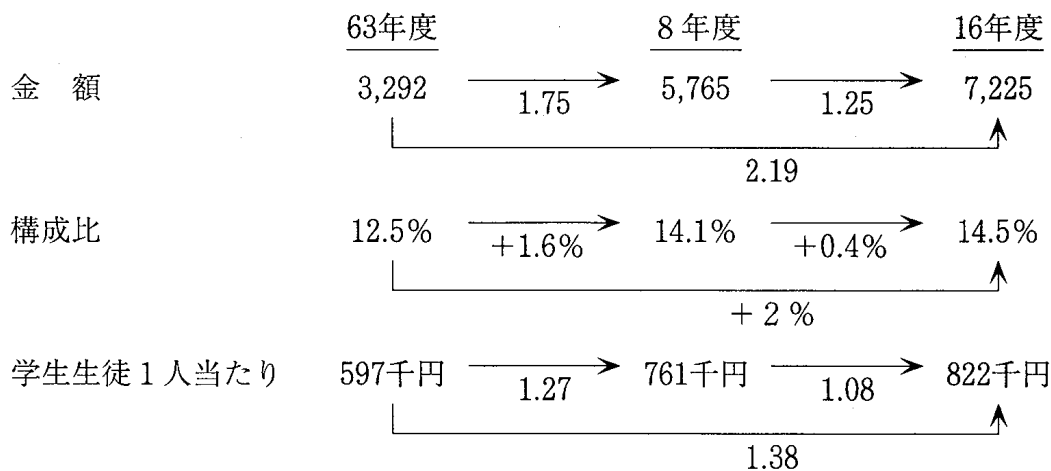 63年度 8年度 16年度
金 額 3,292 1.75 5,765 1.25 7,225
2.19
構成比 12.5% +1.6% 14.1% +0.4% 14.5%
+2%
学生生徒1人当たり 597千円 1.27 761千円 1.08 822千円
1.38